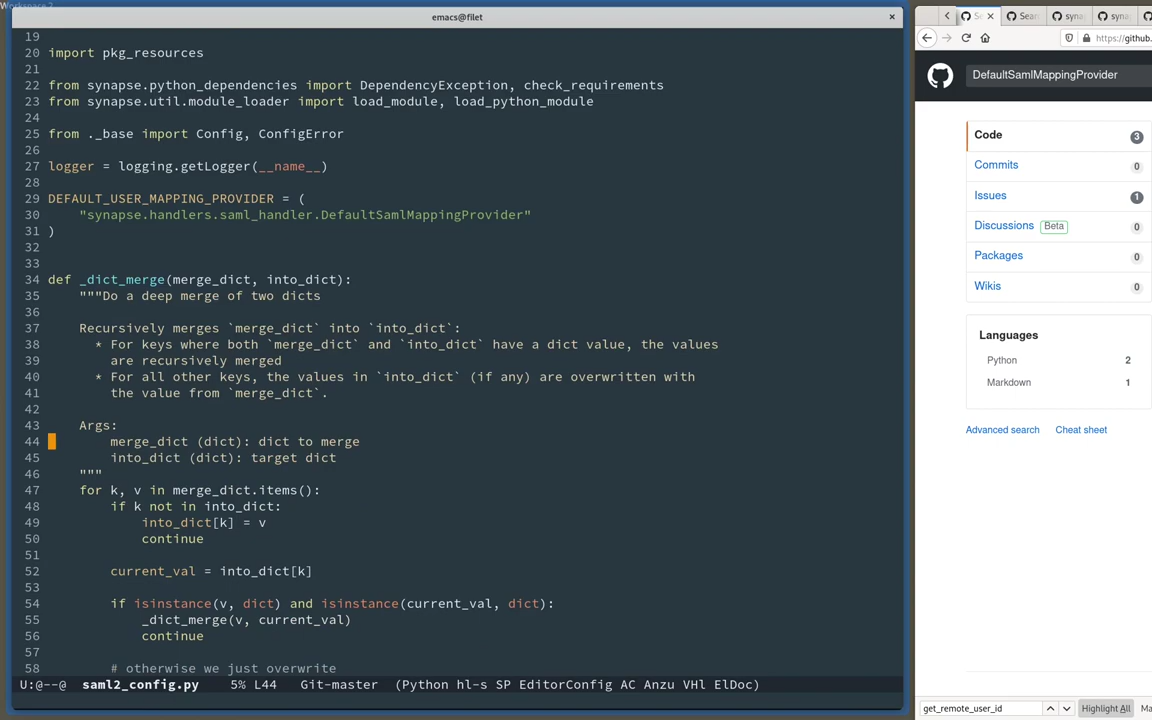 Workspace 2
emacs@filet
×
19
20 import pkg_resources
21
22 from synapse.python_dependencies import DependencyException, check_requirements
23 from synapse.util.module_loader import load_module, load_python_module
24
25 from ._base import Config, ConfigError
26
27 logger = logging.getLogger(__name__)
28
29 DEFAULT_USER_MAPPING_PROVIDER = (
30     "synapse.handlers.saml_handler.DefaultSamlMappingProvider"
31 )
32
33
34 def _dict_merge(merge_dict, into_dict):
35     """Do a deep merge of two dicts
36
37     Recursively merges `merge_dict` into `into_dict`:
38       * For keys where both `merge_dict` and `into_dict` have a dict value, the values
39         are recursively merged
40       * For all other keys, the values in `into_dict` (if any) are overwritten with
41         the value from `merge_dict`.
42
43     Args:
44         merge_dict (dict): dict to merge
45         into_dict (dict): target dict
46     """
47     for k, v in merge_dict.items():
48         if k not in into_dict:
49             into_dict[k] = v
50             continue
51
52         current_val = into_dict[k]
53
54         if isinstance(v, dict) and isinstance(current_val, dict):
55             _dict_merge(v, current_val)
56             continue
57
58         # otherwise we just overwrite
U:@--@  saml2_config.py    5% L44   Git-master  (Python hl-s SP EditorConfig AC Anzu VHl ElDoc)
Sea
syna
syna
https://github.
DefaultSamlMappingProvider
Code 3
Commits 0
Issues 1
Discussions Beta 0
Packages 0
Wikis 0
Languages
Python 2
Markdown 1
Advanced search Cheat sheet
get_remote_user_id Highlight All Ma